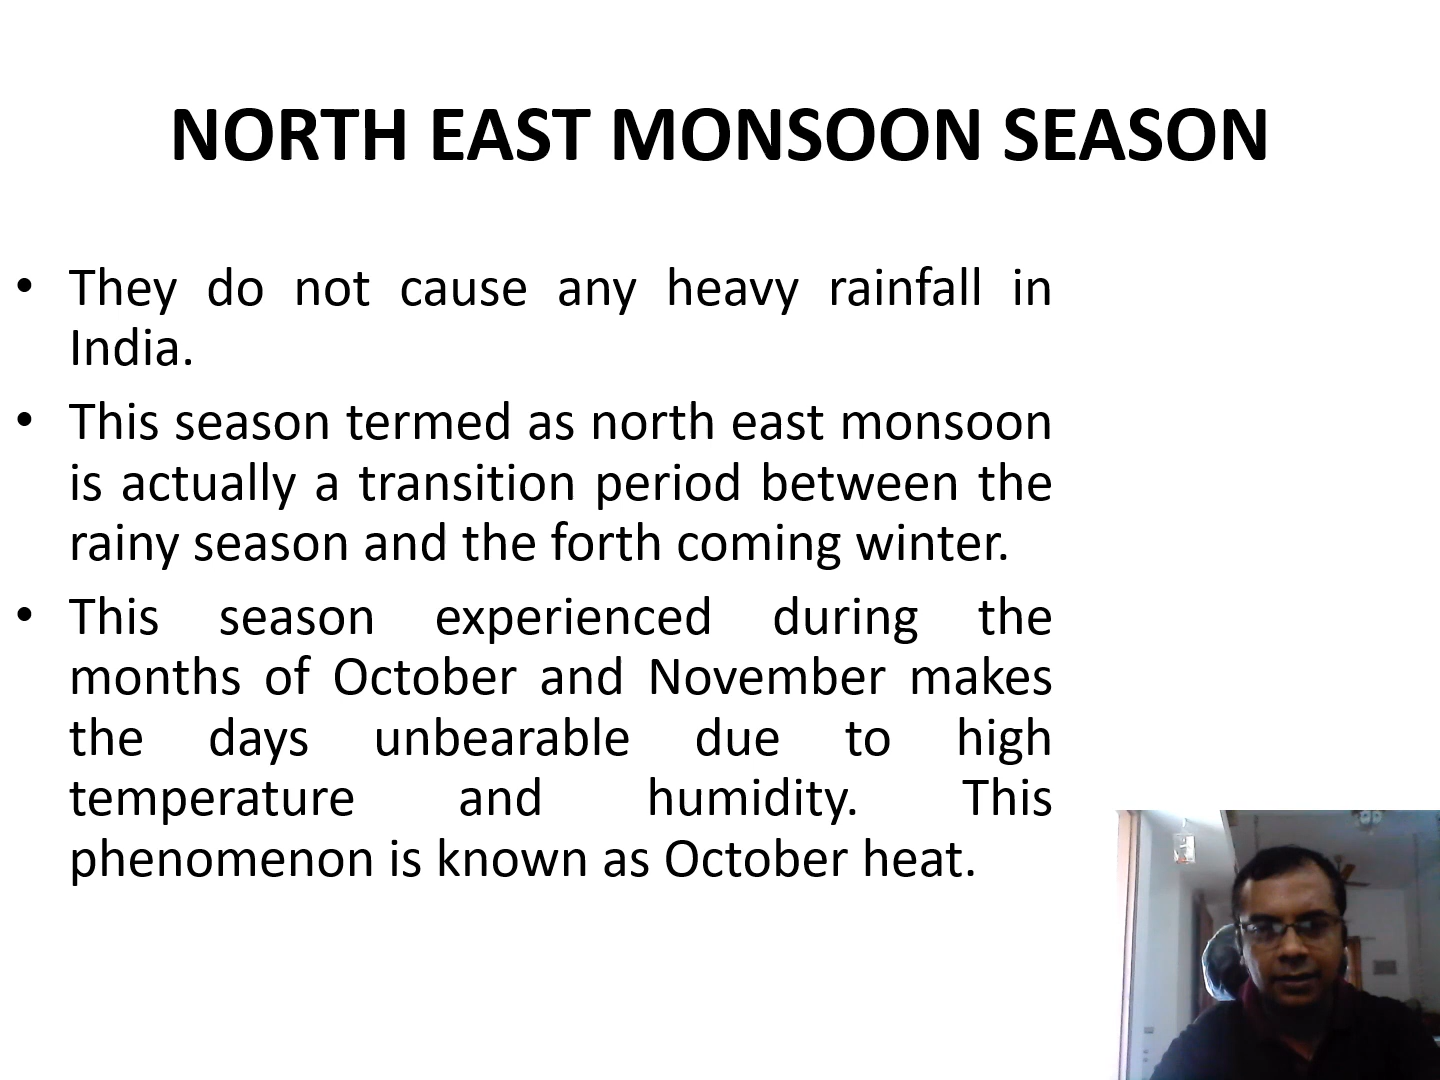 NORTH EAST MONSOON SEASON
• They do not cause any heavy rainfall in
India.
• This season termed as north east monsoon
is actually a transition period between the
rainy season and the forth coming winter.
• This season experienced during the
months of October and November makes
the days unbearable due to high
temperature and humidity. This
phenomenon is known as October heat.